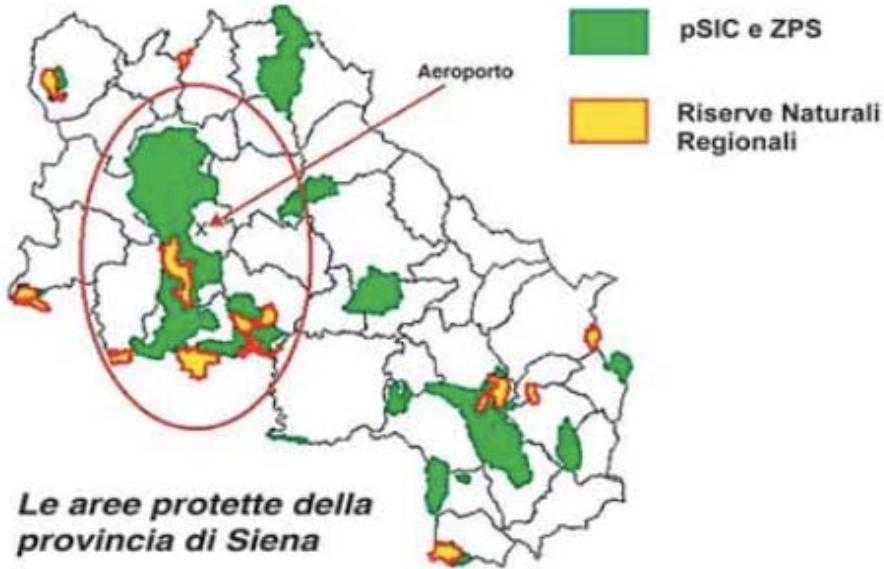 pSIC e ZPS
Aeroporto
Riserve Naturali
Regionali
Le aree protette della
provincia di Siena